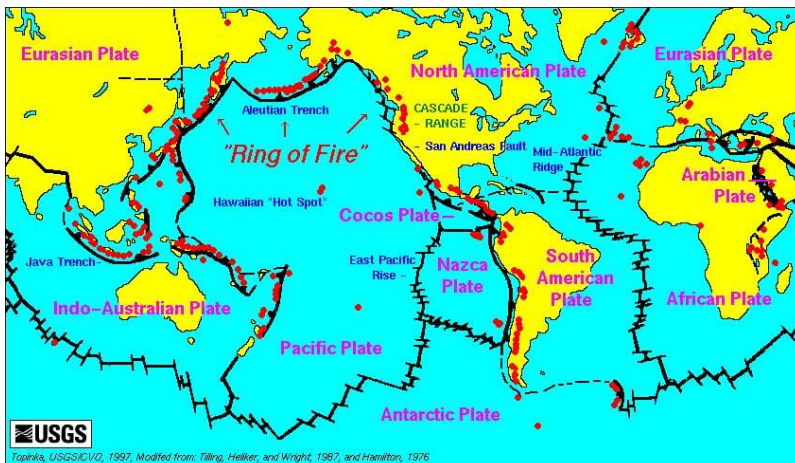 Eurasian Plate
Eurasian Plate
North American Plate
Aleutian Trench
CASCADE
RANGE
"Ring of Fire"
San Andreas Fault
Mid-Atlantic
Ridge
Arabian
Plate
Hawaiian "Hot Spot"
Cocos Plate
Java Trench
East Pacific
Rise
Nazca
Plate
South
American
Plate
Indo-Australian Plate
African Plate
Pacific Plate
Antarctic Plate
USGS
Topinka, USGS/CVO, 1997, Modified from: Tilling, Heliker, and Wright, 1987, and Hamilton, 1976